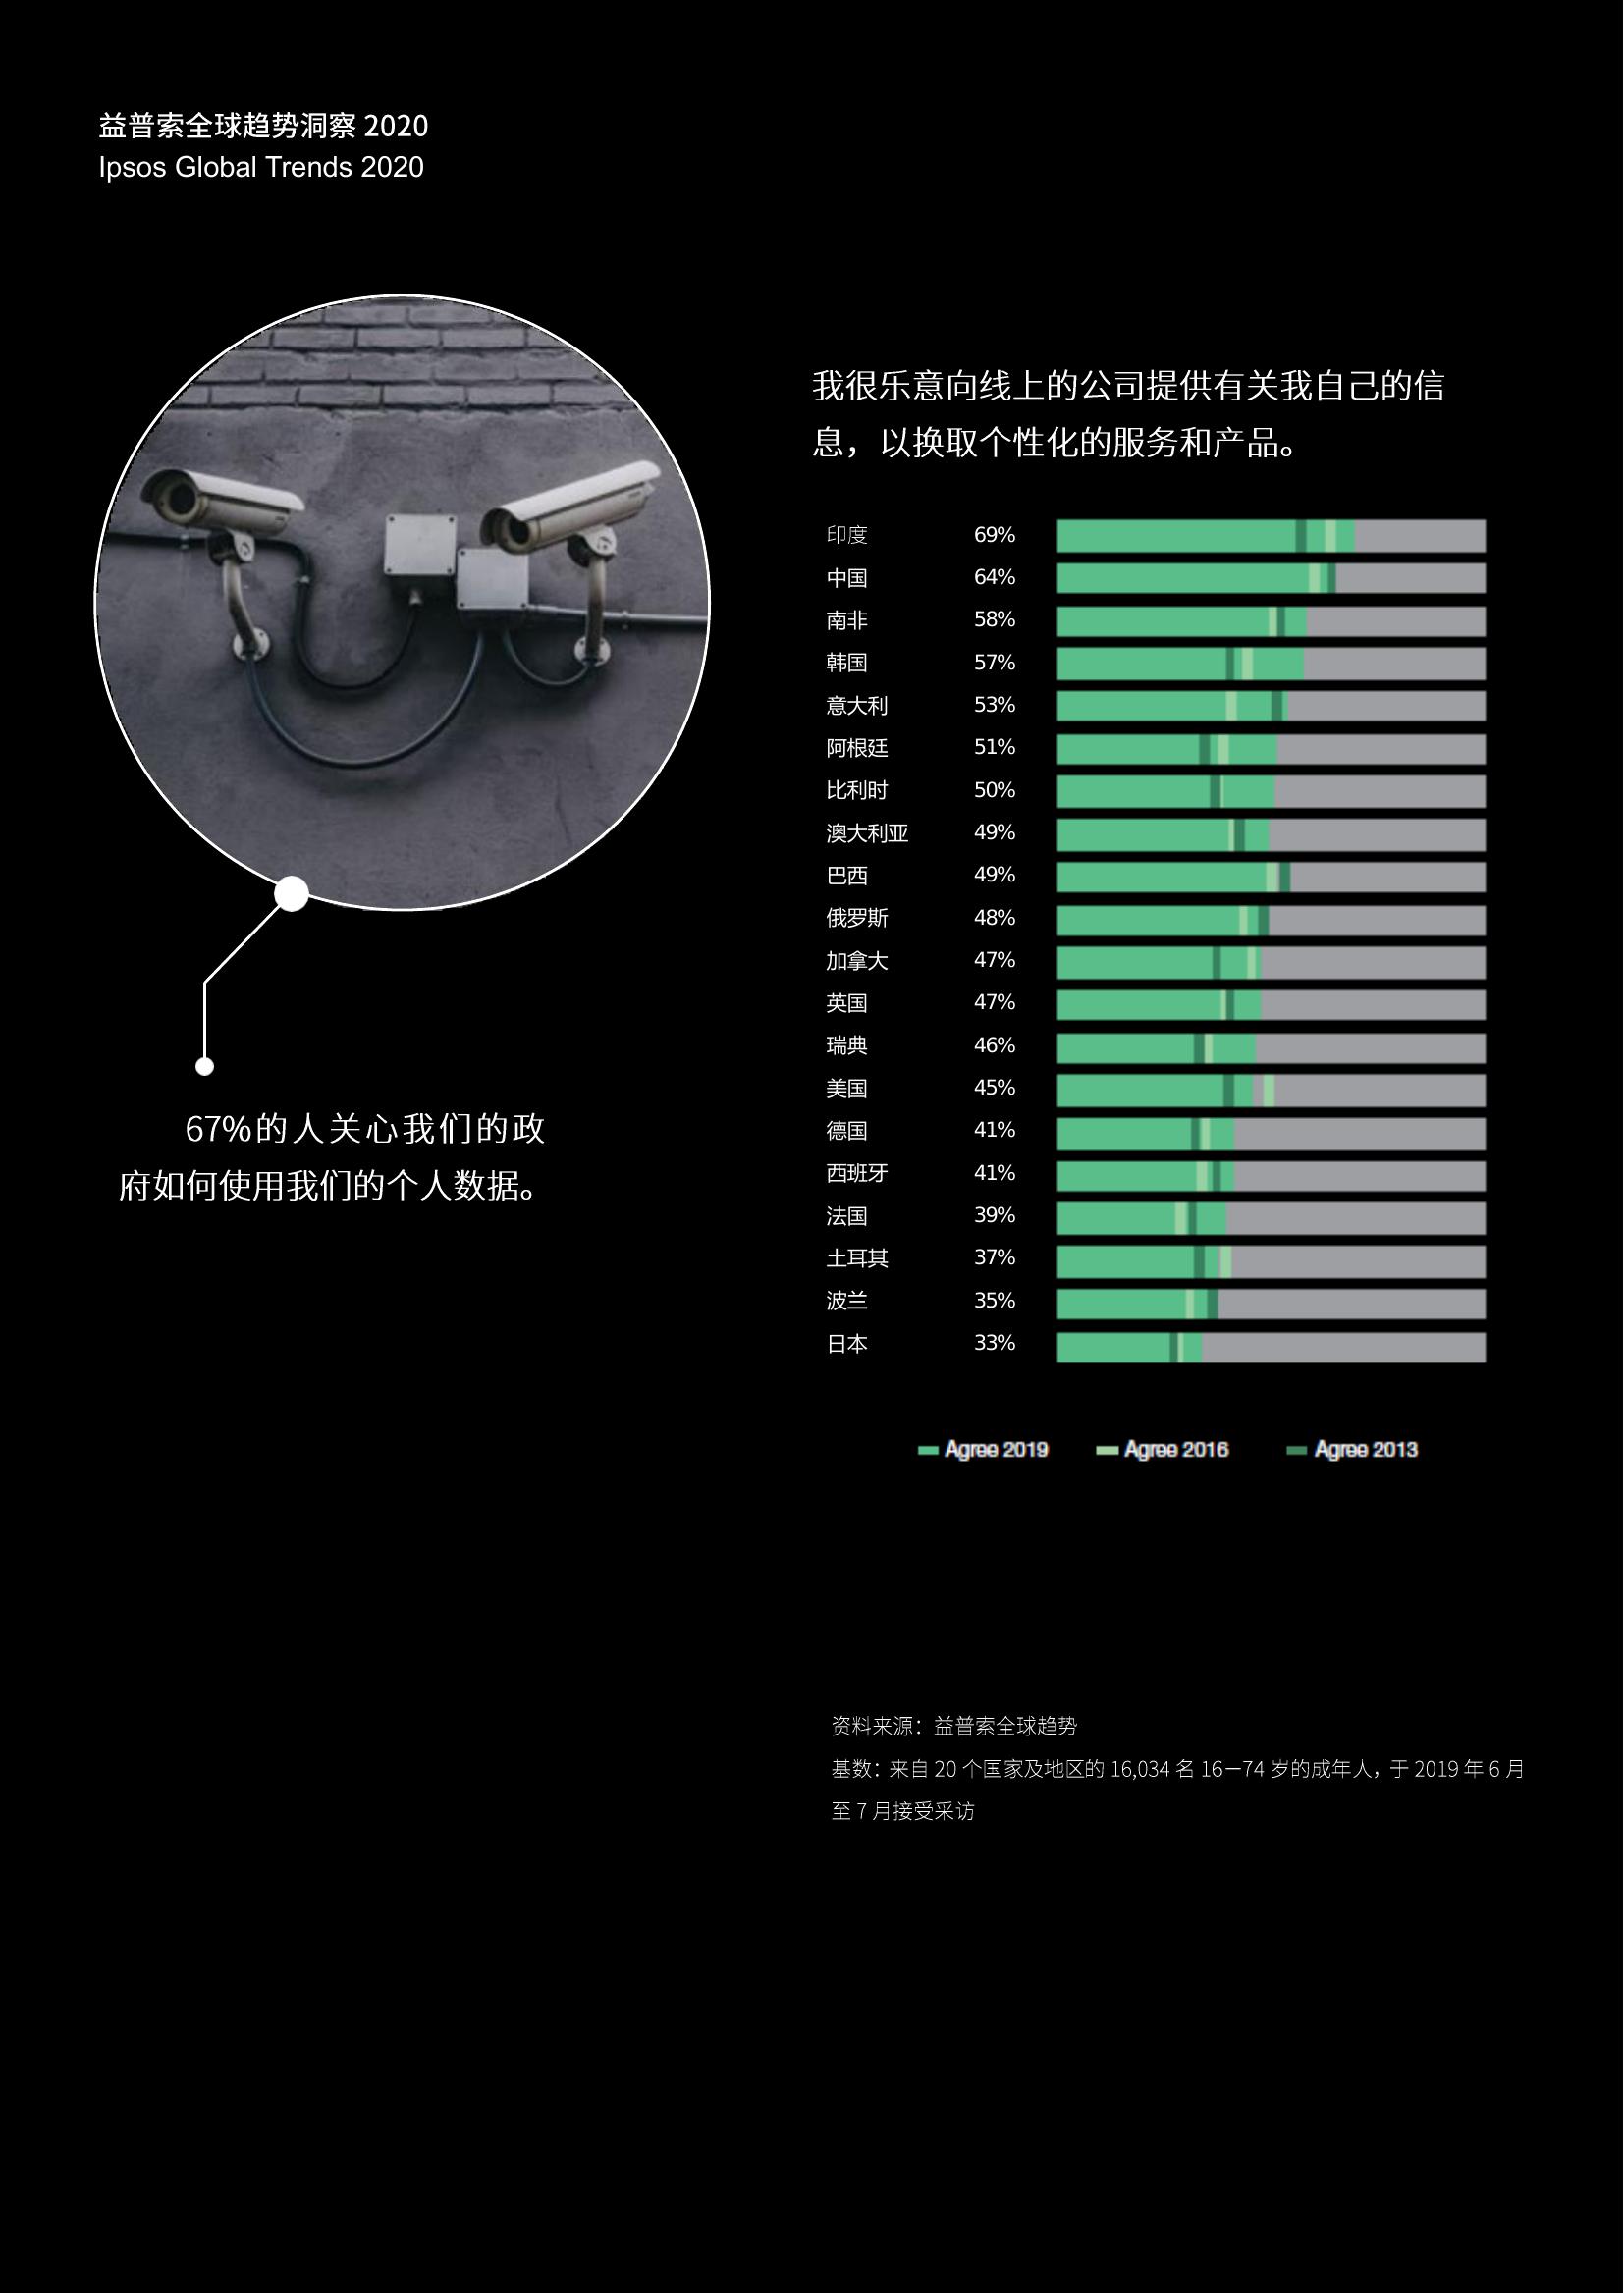 益普索全球趋势洞察 2020
Ipsos Global Trends 2020
我很乐意向线上的公司提供有关我自己的信
息，以换取个性化的服务和产品。
印度 69%
中国 64%
南非 58%
韩国 57%
意大利 53%
阿根廷 51%
比利时 50%
澳大利亚 49%
巴西 49%
俄罗斯 48%
加拿大 47%
英国 47%
瑞典 46%
美国 45%
德国 41%
西班牙 41%
法国 39%
土耳其 37%
波兰 35%
日本 33%
Agree 2019 Agree 2016 Agree 2013
67%的人关心我们的政
府如何使用我们的个人数据。
资料来源：益普索全球趋势
基数：来自 20 个国家及地区的 16,034 名 16—74 岁的成年人，于 2019 年 6 月
至 7 月接受采访